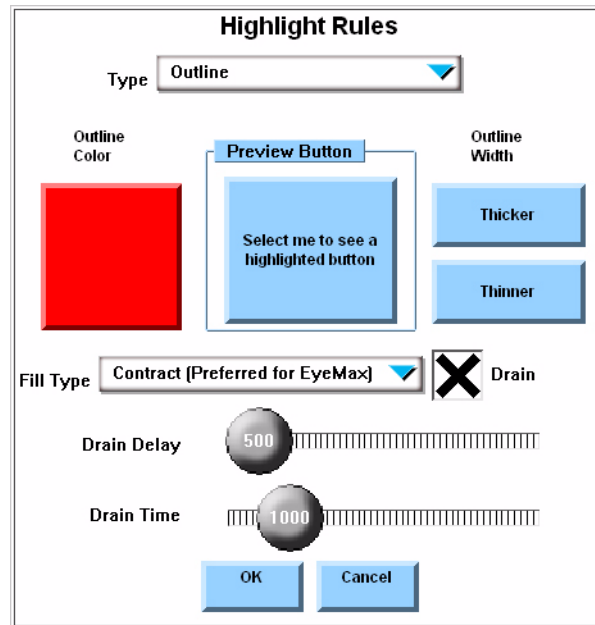 Highlight Rules
Type
Outline
Outline
Color
Preview Button
Outline
Width
Select me to see a
highlighted button
Thicker
Thinner
Fill Type
Contract (Preferred for EyeMax)
Drain
Drain Delay
500
Drain Time
1000
OK
Cancel